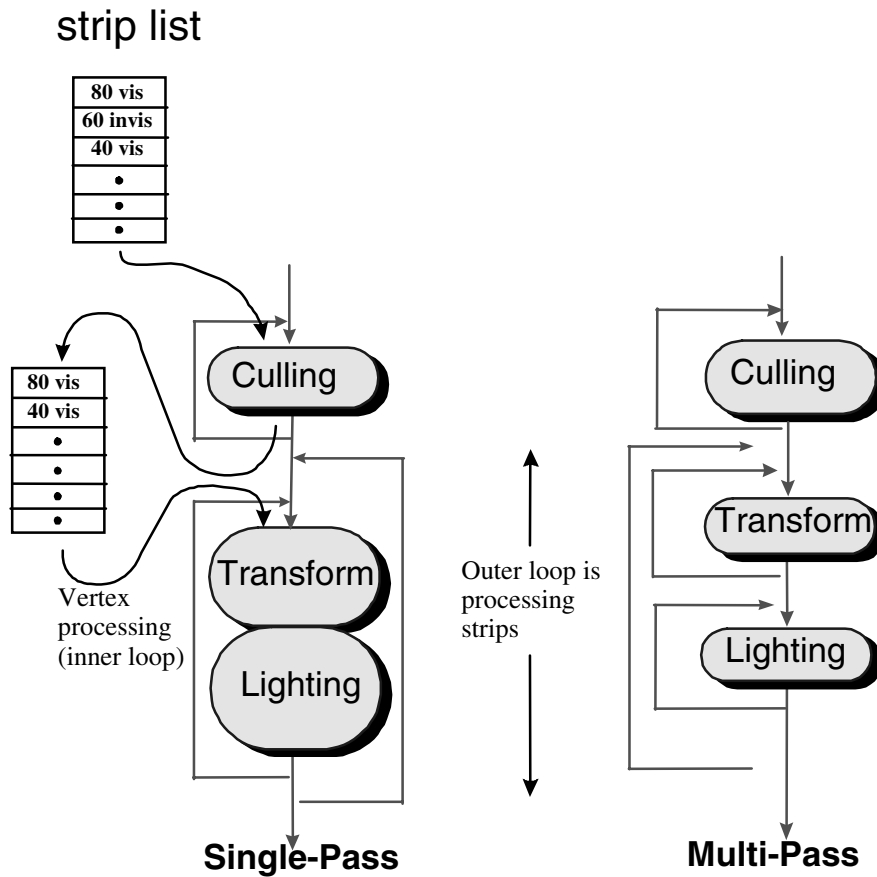 strip list
80 vis
60 invis
40 vis
Culling
80 vis
40 vis
Transform
Lighting
Vertex
processing
(inner loop)
Single-Pass
Outer loop is
processing
strips
Culling
Transform
Lighting
Multi-Pass